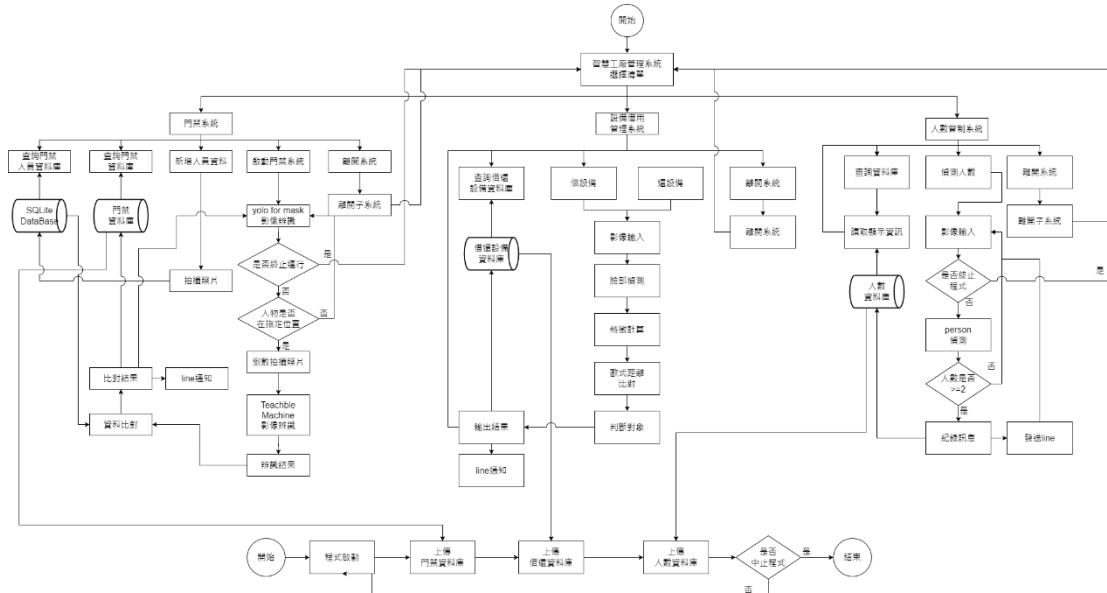 開始
智慧工廠管理系統
選擇清單
門禁系統
設備借用
管理系統
人數管制系統
查詢門禁
人員資料庫
查詢門禁
資料庫
新增人員資料
啟動門禁系統
離開系統
查詢借還
設備資料庫
借設備
還設備
離開系統
查詢資料庫
偵測人數
離開系統
SQLite
DataBase
門禁
資料庫
yolo for mask
影像辨識
離開子系統
借還設備
資料庫
影像輸入
離開系統
讀取顯示資訊
影像輸入
離開子系統
是否終止運行
是
否
拍攝照片
臉部偵測
人數
資料庫
是否終止
程式
是
否
人物是否
在指定位置
否
是
特徵計算
person
偵測
比對結果
line通知
倒數拍攝照片
歐式距離
比對
人數是否
>=2
否
是
資料比對
Teachble
Machine
影像辨識
輸出結果
判斷對象
紀錄訊息
發送line
辨識結果
line通知
開始
程式啟動
上傳
門禁資料庫
上傳
借還資料庫
上傳
人數資料庫
是否
中止程式
是
結束
否